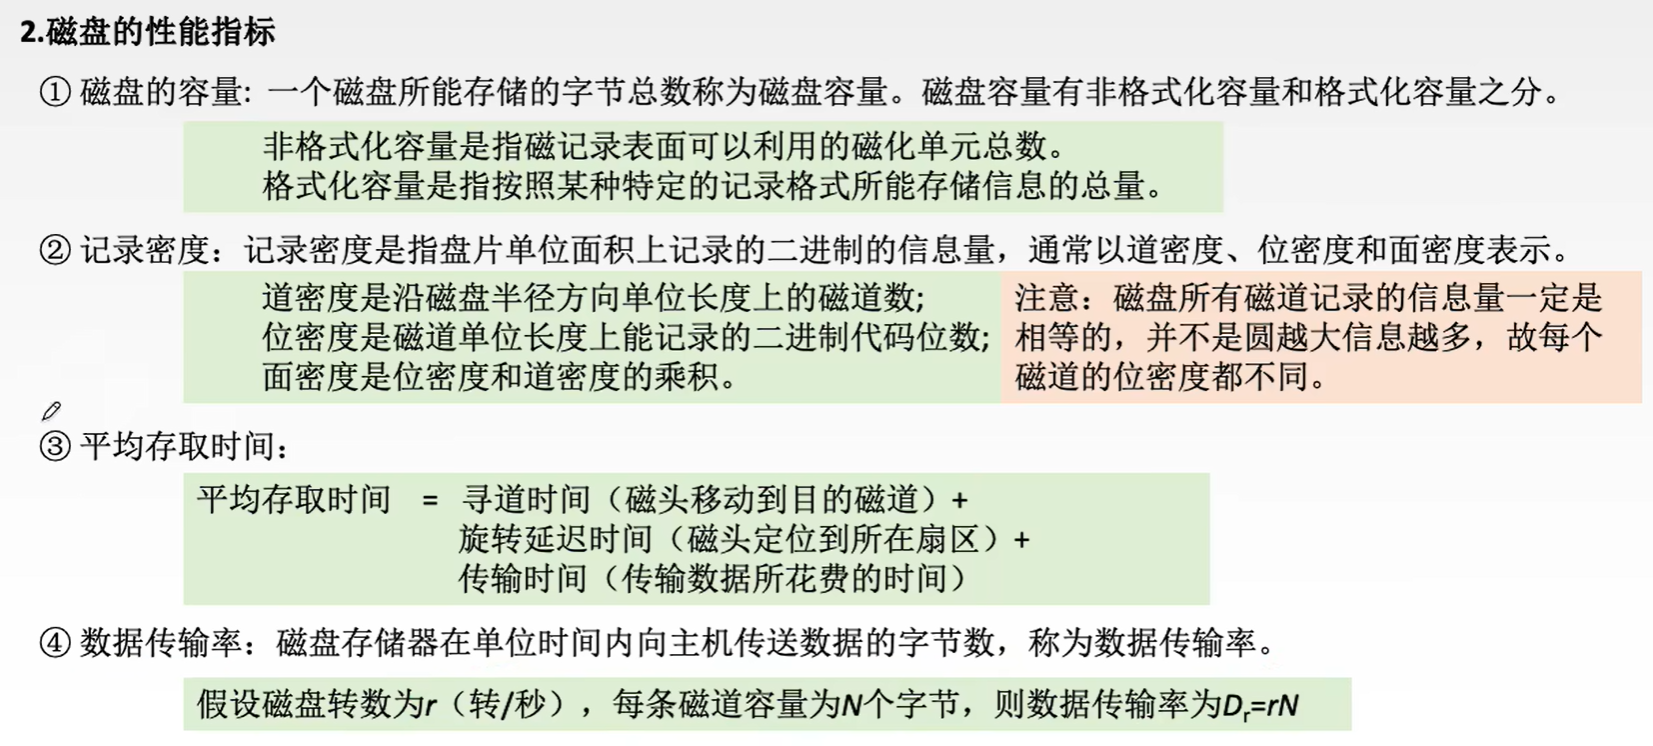 2.磁盘的性能指标
① 磁盘的容量: 一个磁盘所能存储的字节总数称为磁盘容量。磁盘容量有非格式化容量和格式化容量之分。
非格式化容量是指磁记录表面可以利用的磁化单元总数。
格式化容量是指按照某种特定的记录格式所能存储信息的总量。
② 记录密度：记录密度是指盘片单位面积上记录的二进制的信息量，通常以道密度、位密度和面密度表示。
道密度是沿磁盘半径方向单位长度上的磁道数;
位密度是磁道单位长度上能记录的二进制代码位数;
面密度是位密度和道密度的乘积。
注意：磁盘所有磁道记录的信息量一定是
相等的，并不是圆越大信息越多，故每个
磁道的位密度都不同。
③ 平均存取时间：
平均存取时间 = 寻道时间（磁头移动到目的磁道）+
旋转延迟时间（磁头定位到所在扇区）+
传输时间（传输数据所花费的时间）
④ 数据传输率：磁盘存储器在单位时间内向主机传送数据的字节数，称为数据传输率。
假设磁盘转数为r（转/秒），每条磁道容量为N个字节，则数据传输率为Dr=rN